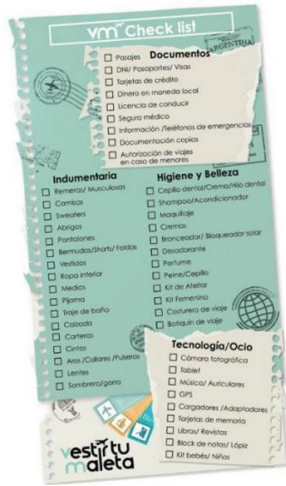 vm Check list
ARGENTINA
Documentos
Pasajes
DNI/ Pasaportes/ Visas
Tarjetas de crédito
Dinero en moneda local
Licencia de conducir
Seguro médico
Información /Teléfonos de emergencias
Documentación copias
Autorización de viajes
en caso de menores
Indumentaria
Remeras/ Musculosas
Camisas
Sweaters
Abrigos
Pantalones
Bermudas/Shorts/ Faldas
Vestidos
Ropa interior
Medias
Pijama
Traje de baño
Calzado
Carteras
Cintos
Aros /Collares /Pulseras
Lentes
Sombrero/gorra
Higiene y Belleza
Cepillo dental/Crema/Hilo dental
Shampoo/Acondicionador
Maquillaje
Cremas
Bronceador/ Bloqueador solar
Desodorante
Perfume
Peine/Cepillo
Kit de Afeitar
Kit Femenino
Costurero de viaje
Botiquín de viaje
Tecnología/Ocio
Cámara fotográfica
Tablet
Música/ Auriculares
GPS
Cargadores /Adaptadores
Tarjetas de memoria
Libros/ Revistas
Block de notas/ Lápiz
Kit bebés/ Niños
vestir tu
maleta